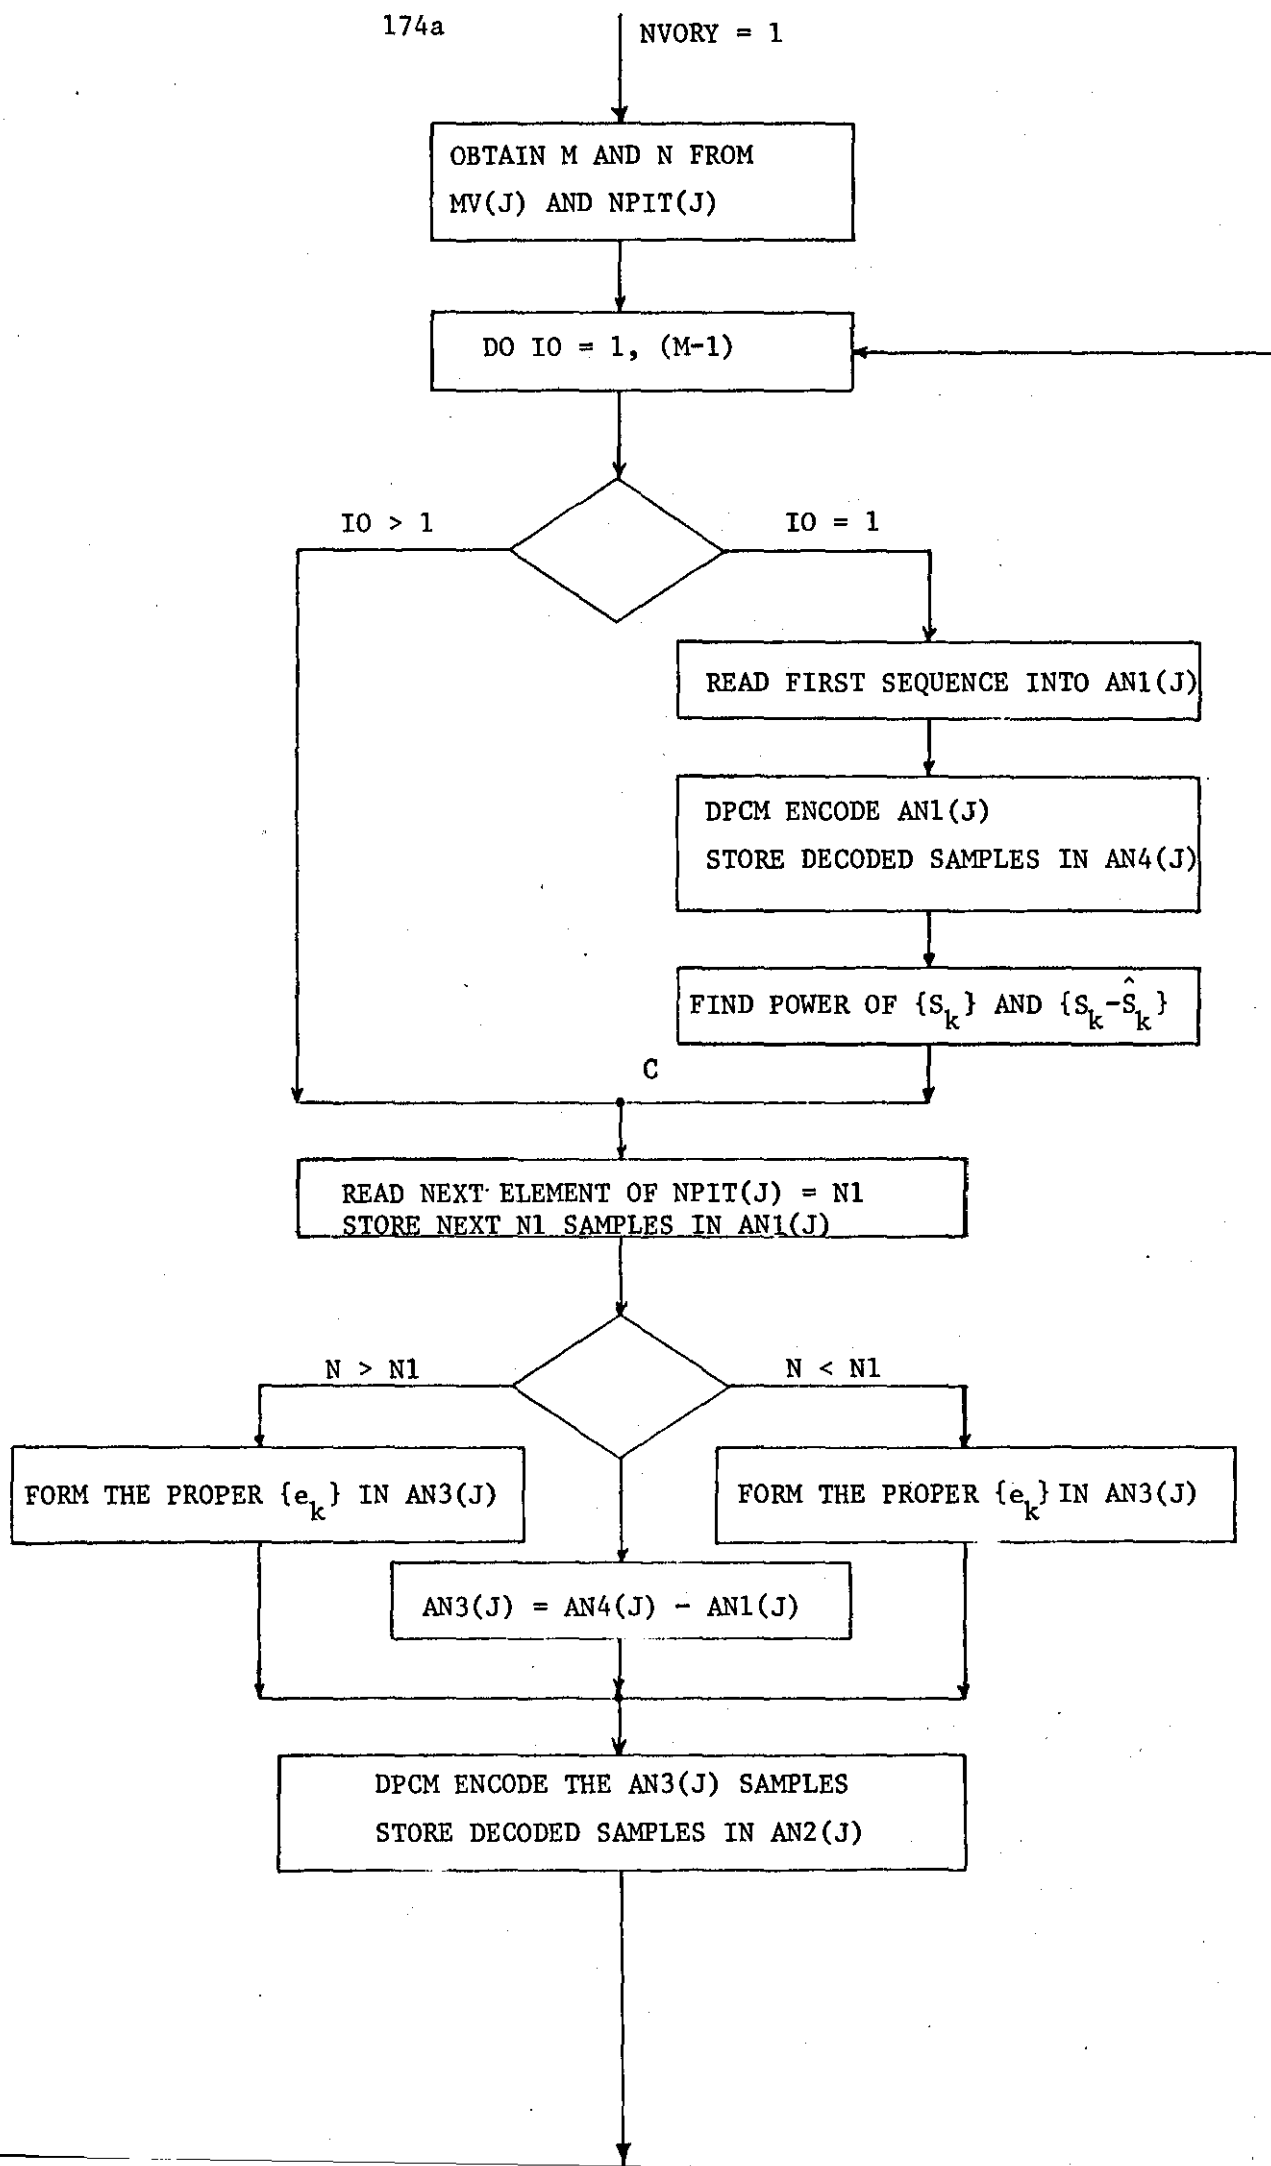 174a
NVORY = 1
OBTAIN M AND N FROM
MV(J) AND NPIT(J)
DO IO = 1, (M-1)
IO > 1
IO = 1
READ FIRST SEQUENCE INTO AN1(J)
DPCM ENCODE AN1(J)
STORE DECODED SAMPLES IN AN4(J)
FIND POWER OF {S_k} AND {S_k-Ŝ_k}
C
READ NEXT ELEMENT OF NPIT(J) = N1
STORE NEXT N1 SAMPLES IN AN1(J)
N > N1
N < N1
FORM THE PROPER {e_k} IN AN3(J)
FORM THE PROPER {e_k} IN AN3(J)
AN3(J) = AN4(J) - AN1(J)
DPCM ENCODE THE AN3(J) SAMPLES
STORE DECODED SAMPLES IN AN2(J)